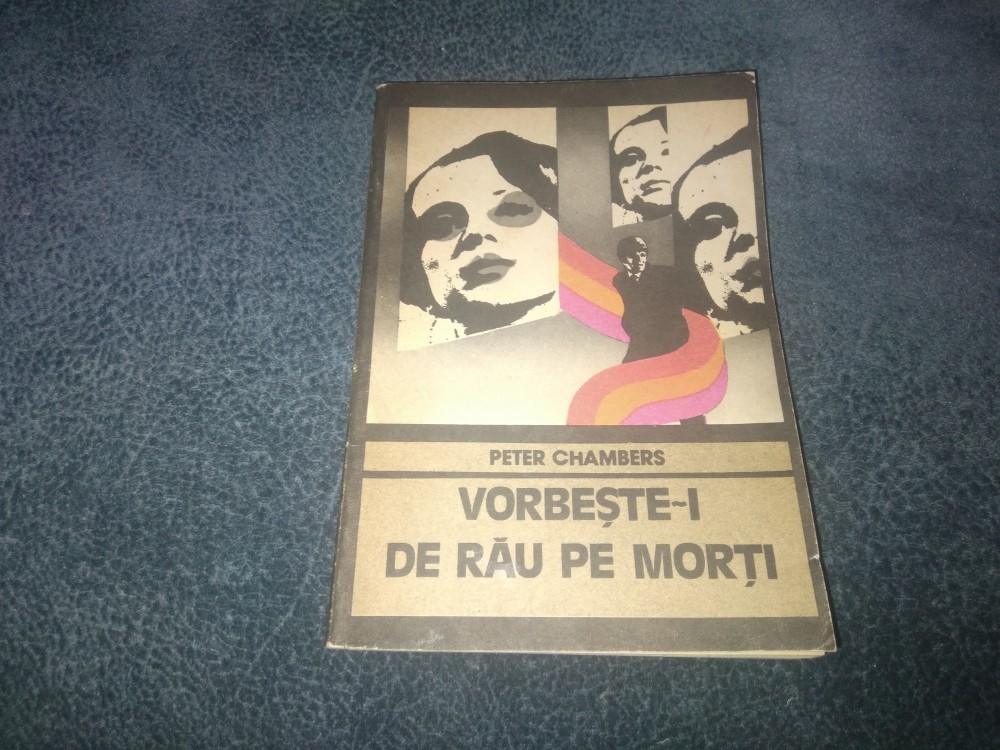 PETER CHAMBERS
VORBEȘTE-I
DE RĂU PE MORȚI